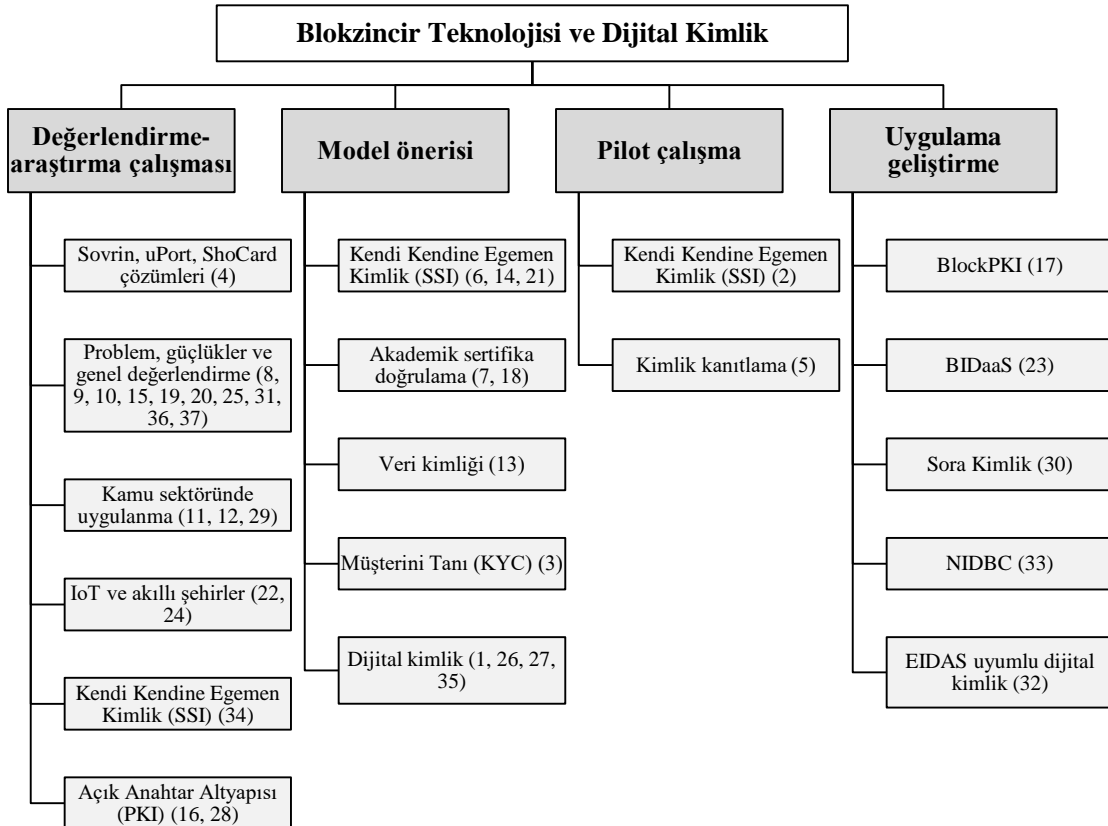 Blokzincir Teknolojisi ve Dijital Kimlik
Değerlendirme-
araştırma çalışması
Sovrin, uPort, ShoCard
çözümleri (4)
Problem, güçlükler ve
genel değerlendirme (8,
9, 10, 15, 19, 20, 25, 31,
36, 37)
Kamu sektöründe
uygulanma (11, 12, 29)
IoT ve akıllı şehirler (22,
24)
Kendi Kendine Egemen
Kimlik (SSI) (34)
Açık Anahtar Altyapısı
(PKI) (16, 28)
Model önerisi
Kendi Kendine Egemen
Kimlik (SSI) (6, 14, 21)
Akademik sertifika
doğrulama (7, 18)
Veri kimliği (13)
Müşterini Tanı (KYC) (3)
Dijital kimlik (1, 26, 27,
35)
Pilot çalışma
Kendi Kendine Egemen
Kimlik (SSI) (2)
Kimlik kanıtlama (5)
Uygulama
geliştirme
BlockPKI (17)
BIDaaS (23)
Sora Kimlik (30)
NIDBC (33)
EIDAS uyumlu dijital
kimlik (32)